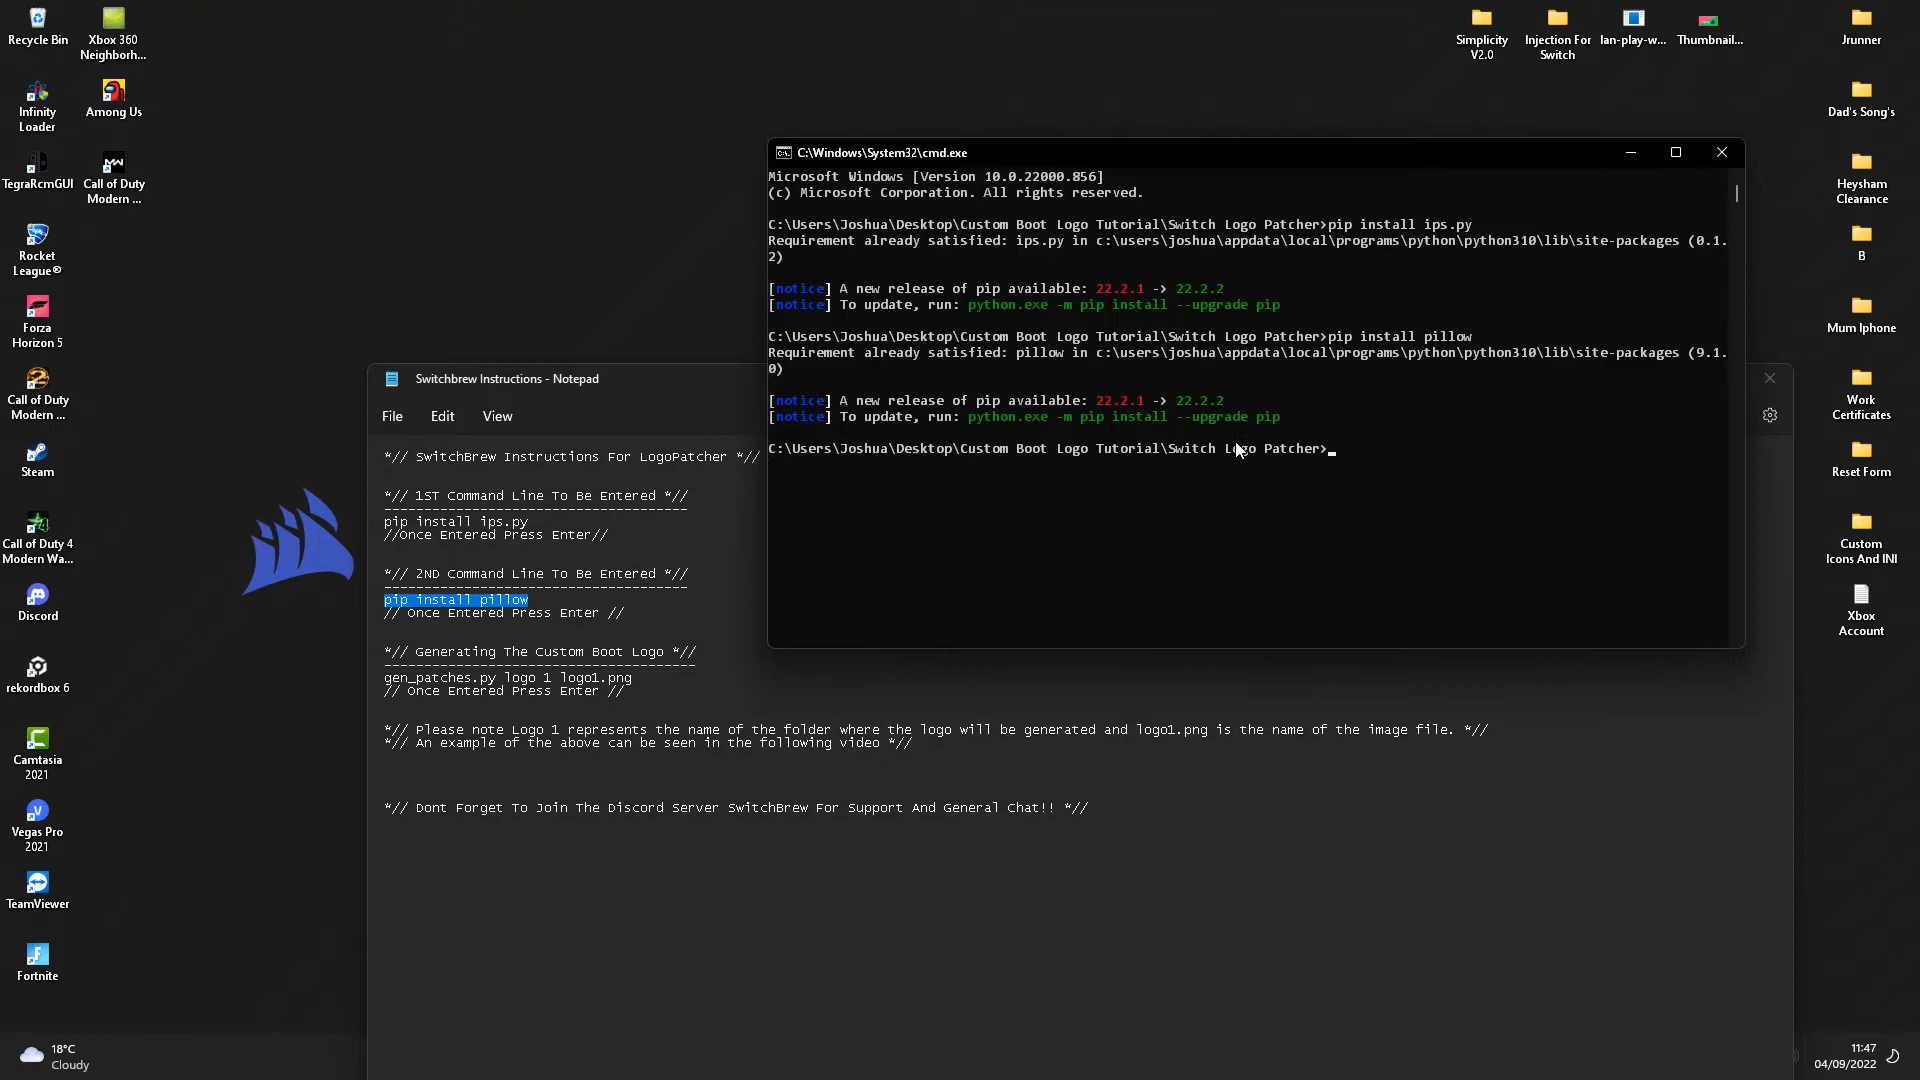 Recycle Bin
Xbox 360
Neighborh...
Infinity
Loader
Among Us
TegraRcmGUI
Call of Duty
Modern ...
Rocket
League®
Forza
Horizon 5
Call of Duty
Modern ...
Steam
Call of Duty 4
Modern Wa...
Discord
rekordbox 6
Camtasia
2021
Vegas Pro
2021
TeamViewer
Fortnite
18°C
Cloudy
Simplicity
V2.0
Injection For
Switch
lan-play-w...
Thumbnail...
C:\Windows\System32\cmd.exe
Microsoft Windows [Version 10.0.22000.856]
(c) Microsoft Corporation. All rights reserved.
C:\Users\Joshua\Desktop\Custom Boot Logo Tutorial\Switch Logo Patcher>pip install ips.py
Requirement already satisfied: ips.py in c:\users\joshua\appdata\local\programs\python\python310\lib\site-packages (0.1.
2)
[notice] A new release of pip available: 22.2.1 -> 22.2.2
[notice] To update, run: python.exe -m pip install --upgrade pip
C:\Users\Joshua\Desktop\Custom Boot Logo Tutorial\Switch Logo Patcher>pip install pillow
Requirement already satisfied: pillow in c:\users\joshua\appdata\local\programs\python\python310\lib\site-packages (9.1.
0)
[notice] A new release of pip available: 22.2.1 -> 22.2.2
[notice] To update, run: python.exe -m pip install --upgrade pip
C:\Users\Joshua\Desktop\Custom Boot Logo Tutorial\Switch Logo Patcher>_
Switchbrew Instructions - Notepad
File Edit View
*// SwitchBrew Instructions For LogoPatcher *//
*// 1ST Command Line To Be Entered *//
--------------------------------------
pip install ips.py
//Once Entered Press Enter//
*// 2ND Command Line To Be Entered *//
--------------------------------------
pip install pillow
// Once Entered Press Enter //
*// Generating The Custom Boot Logo *//
---------------------------------------
gen_patches.py logo 1 logo1.png
// Once Entered Press Enter //
*// Please note Logo 1 represents the name of the folder where the logo will be generated and logo1.png is the name of the image file. *//
*// An example of the above can be seen in the following video *//
*// Dont Forget To Join The Discord Server SwitchBrew For Support And General Chat!! *//
Jrunner
Dad's Song's
Heysham
Clearance
B
Mum Iphone
Work
Certificates
Reset Form
Custom
Icons And INI
Xbox
Account
11:47
04/09/2022